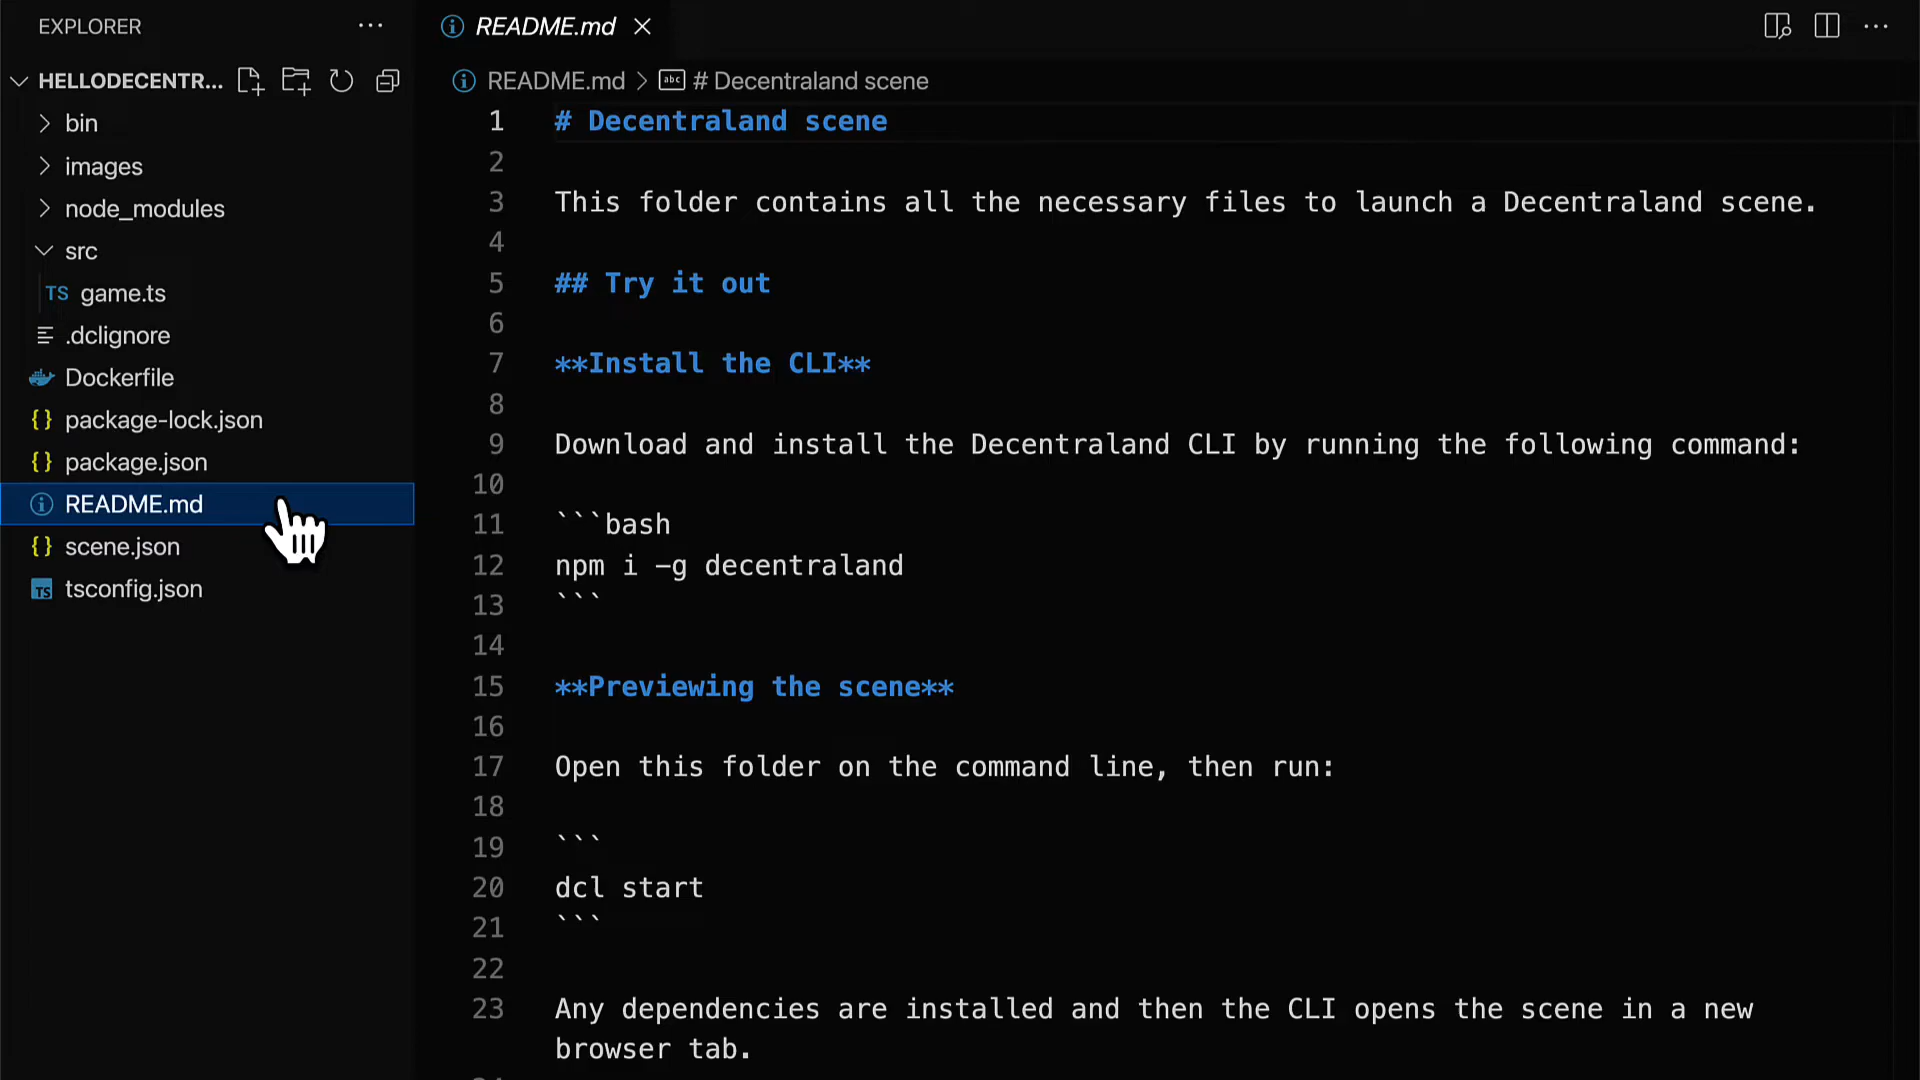 EXPLORER
HELLODECENTR...
bin
images
node_modules
src
TS game.ts
.dclignore
Dockerfile
{} package-lock.json
{} package.json
README.md
{} scene.json
TS tsconfig.json
README.md
README.md > abc # Decentraland scene
1 # Decentraland scene
2
3 This folder contains all the necessary files to launch a Decentraland scene.
4
5 ## Try it out
6
7 **Install the CLI**
8
9 Download and install the Decentraland CLI by running the following command:
10
11 ```bash
12 npm i -g decentraland
13 ```
14
15 **Previewing the scene**
16
17 Open this folder on the command line, then run:
18
19 ```
20 dcl start
21 ```
22
23 Any dependencies are installed and then the CLI opens the scene in a new
browser tab.